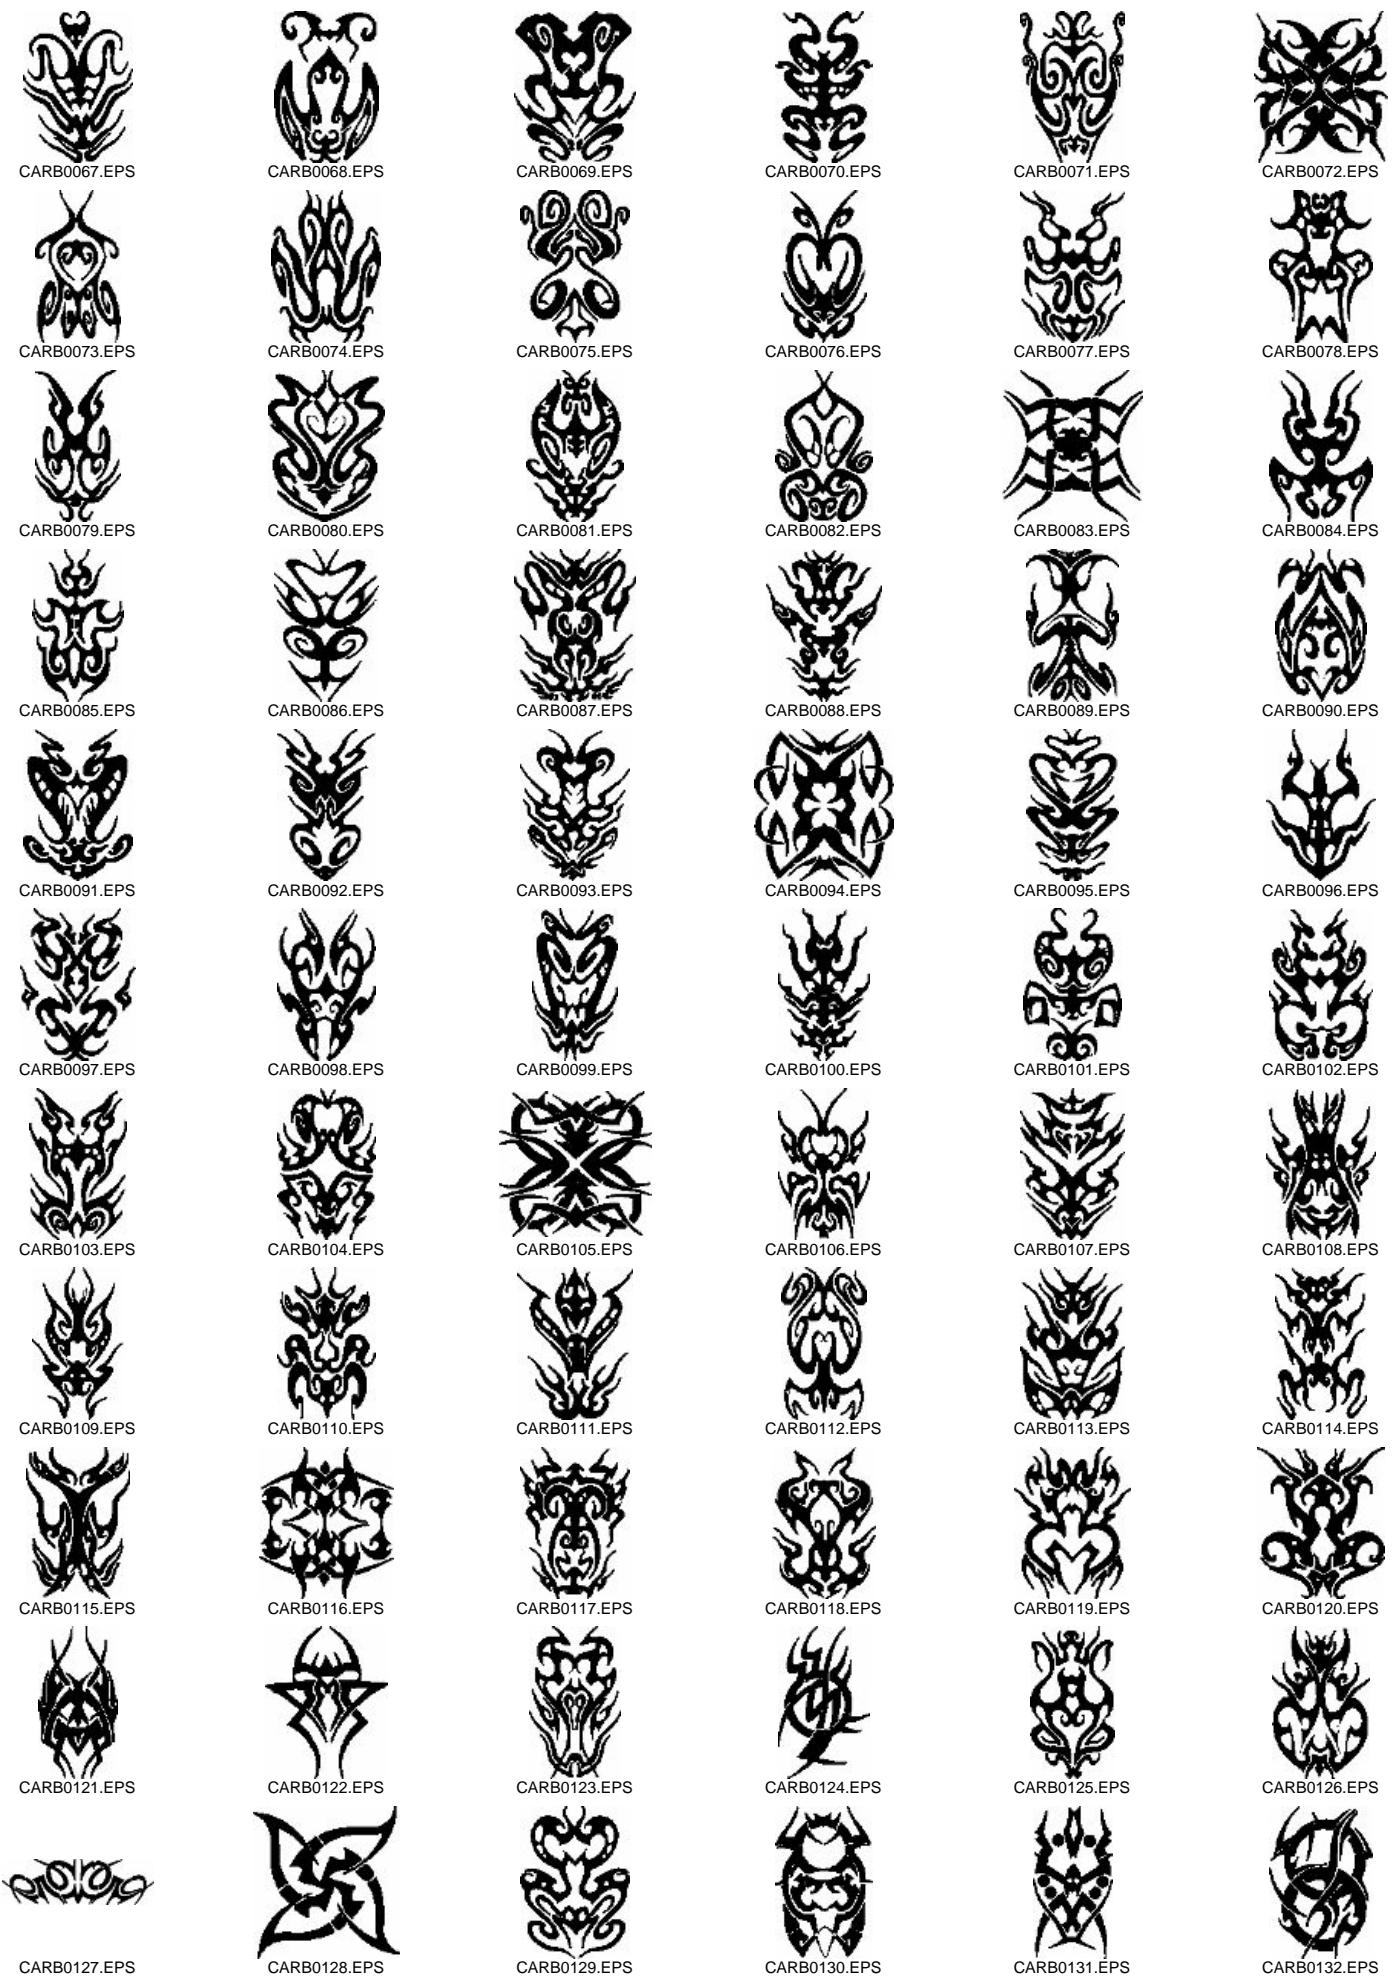 CARB0067.EPS CARB0068.EPS CARB0069.EPS CARB0070.EPS CARB0071.EPS CARB0072.EPS
CARB0073.EPS CARB0074.EPS CARB0075.EPS CARB0076.EPS CARB0077.EPS CARB0078.EPS
CARB0079.EPS CARB0080.EPS CARB0081.EPS CARB0082.EPS CARB0083.EPS CARB0084.EPS
CARB0085.EPS CARB0086.EPS CARB0087.EPS CARB0088.EPS CARB0089.EPS CARB0090.EPS
CARB0091.EPS CARB0092.EPS CARB0093.EPS CARB0094.EPS CARB0095.EPS CARB0096.EPS
CARB0097.EPS CARB0098.EPS CARB0099.EPS CARB0100.EPS CARB0101.EPS CARB0102.EPS
CARB0103.EPS CARB0104.EPS CARB0105.EPS CARB0106.EPS CARB0107.EPS CARB0108.EPS
CARB0109.EPS CARB0110.EPS CARB0111.EPS CARB0112.EPS CARB0113.EPS CARB0114.EPS
CARB0115.EPS CARB0116.EPS CARB0117.EPS CARB0118.EPS CARB0119.EPS CARB0120.EPS
CARB0121.EPS CARB0122.EPS CARB0123.EPS CARB0124.EPS CARB0125.EPS CARB0126.EPS
CARB0127.EPS CARB0128.EPS CARB0129.EPS CARB0130.EPS CARB0131.EPS CARB0132.EPS